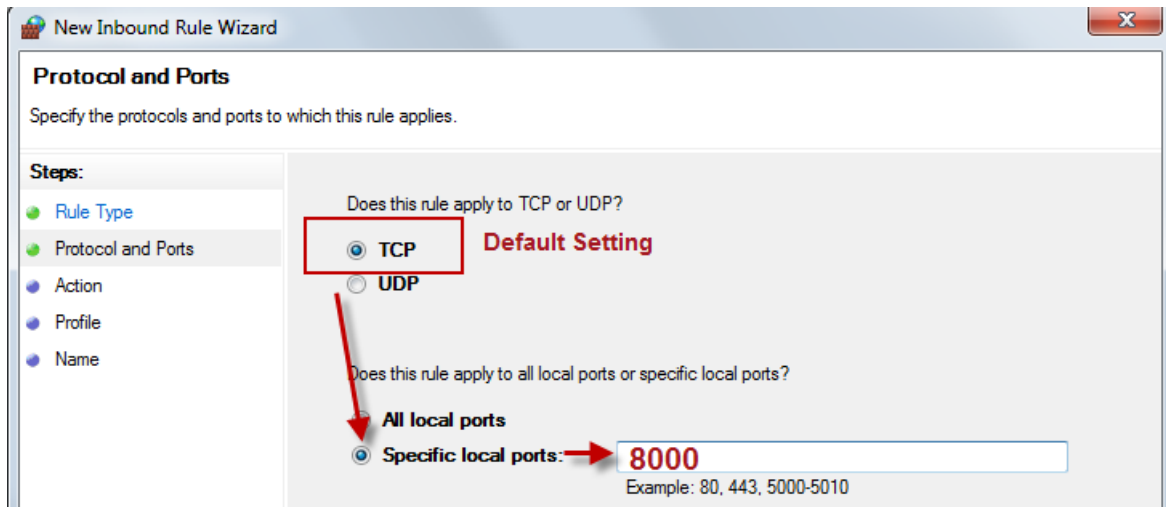 New Inbound Rule Wizard
Protocol and Ports
Specify the protocols and ports to which this rule applies.
Steps:
Rule Type
Protocol and Ports
Action
Profile
Name
Does this rule apply to TCP or UDP?
TCP
Default Setting
UDP
Does this rule apply to all local ports or specific local ports?
All local ports
Specific local ports:
8000
Example: 80, 443, 5000-5010